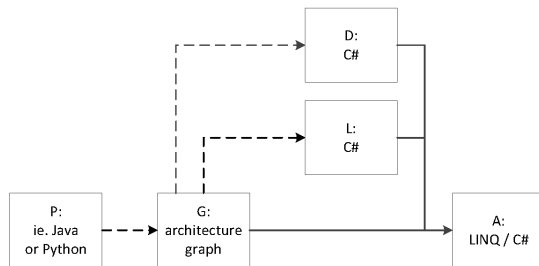 D:
C#
L:
C#
P:
ie. Java
or Python
G:
architecture
graph
A:
LINQ / C#